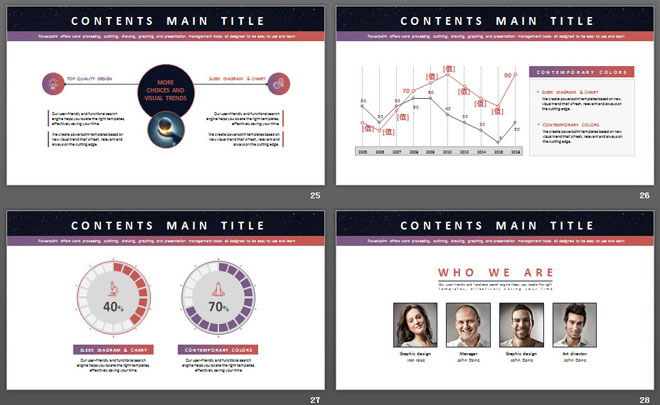 CONTENTS MAIN TITLE
Powerpoint offers word processing, outlining, drawing, graphing, and presentation management tools- all designed to be easy to use and learn
TOP QUALITY DESIGN
MORE
CHOICES AND
VISUAL TRENDS
SLEEK DIAGRAM & CHART
Our user-friendly and functional search
engine helps you locate the right templates,
effectively saving your time.
We create powerpoint templates based on
new visual trend that's fresh, relevant and
always on the cutting edge.
Our user-friendly and functional search
engine helps you locate the right templates,
effectively saving your time.
We create powerpoint templates based on
new visual trend that's fresh, relevant and
always on the cutting edge.
25
CONTENTS MAIN TITLE
Powerpoint offers word processing, outlining, drawing, graphing, and presentation management tools- all designed to be easy to use and learn
[值]
[值]
[值]
70
[值]
[值]
[值]
[值]
90
2005 2006 2007 2008 2009 2010 2013 2014 2015 2016
CONTEMPORARY COLORS
SLEEK DIAGRAM & CHART
We create powerpoint templates based on new
visual trend that's fresh, relevant and always on
the cutting edge.
CONTEMPORARY COLORS
We create powerpoint templates based on new
visual trend that's fresh, relevant and always on
the cutting edge.
26
CONTENTS MAIN TITLE
Powerpoint offers word processing, outlining, drawing, graphing, and presentation management tools- all designed to be easy to use and learn
40%
70%
SLEEK DIAGRAM & CHART
CONTEMPORARY COLORS
Our user-friendly and functional search
engine helps you locate the right templates,
effectively saving your time.
Our user-friendly and functional search
engine helps you locate the right templates,
effectively saving your time.
27
CONTENTS MAIN TITLE
Powerpoint offers word processing, outlining, drawing, graphing, and presentation management tools- all designed to be easy to use and learn
WHO WE ARE
Our user-friendly and functional search engine helps you locate the right
templates, effectively saving your time
Graphic design
Manager
Graphic design
Art director
John Dons
John Dons
John Dons
28